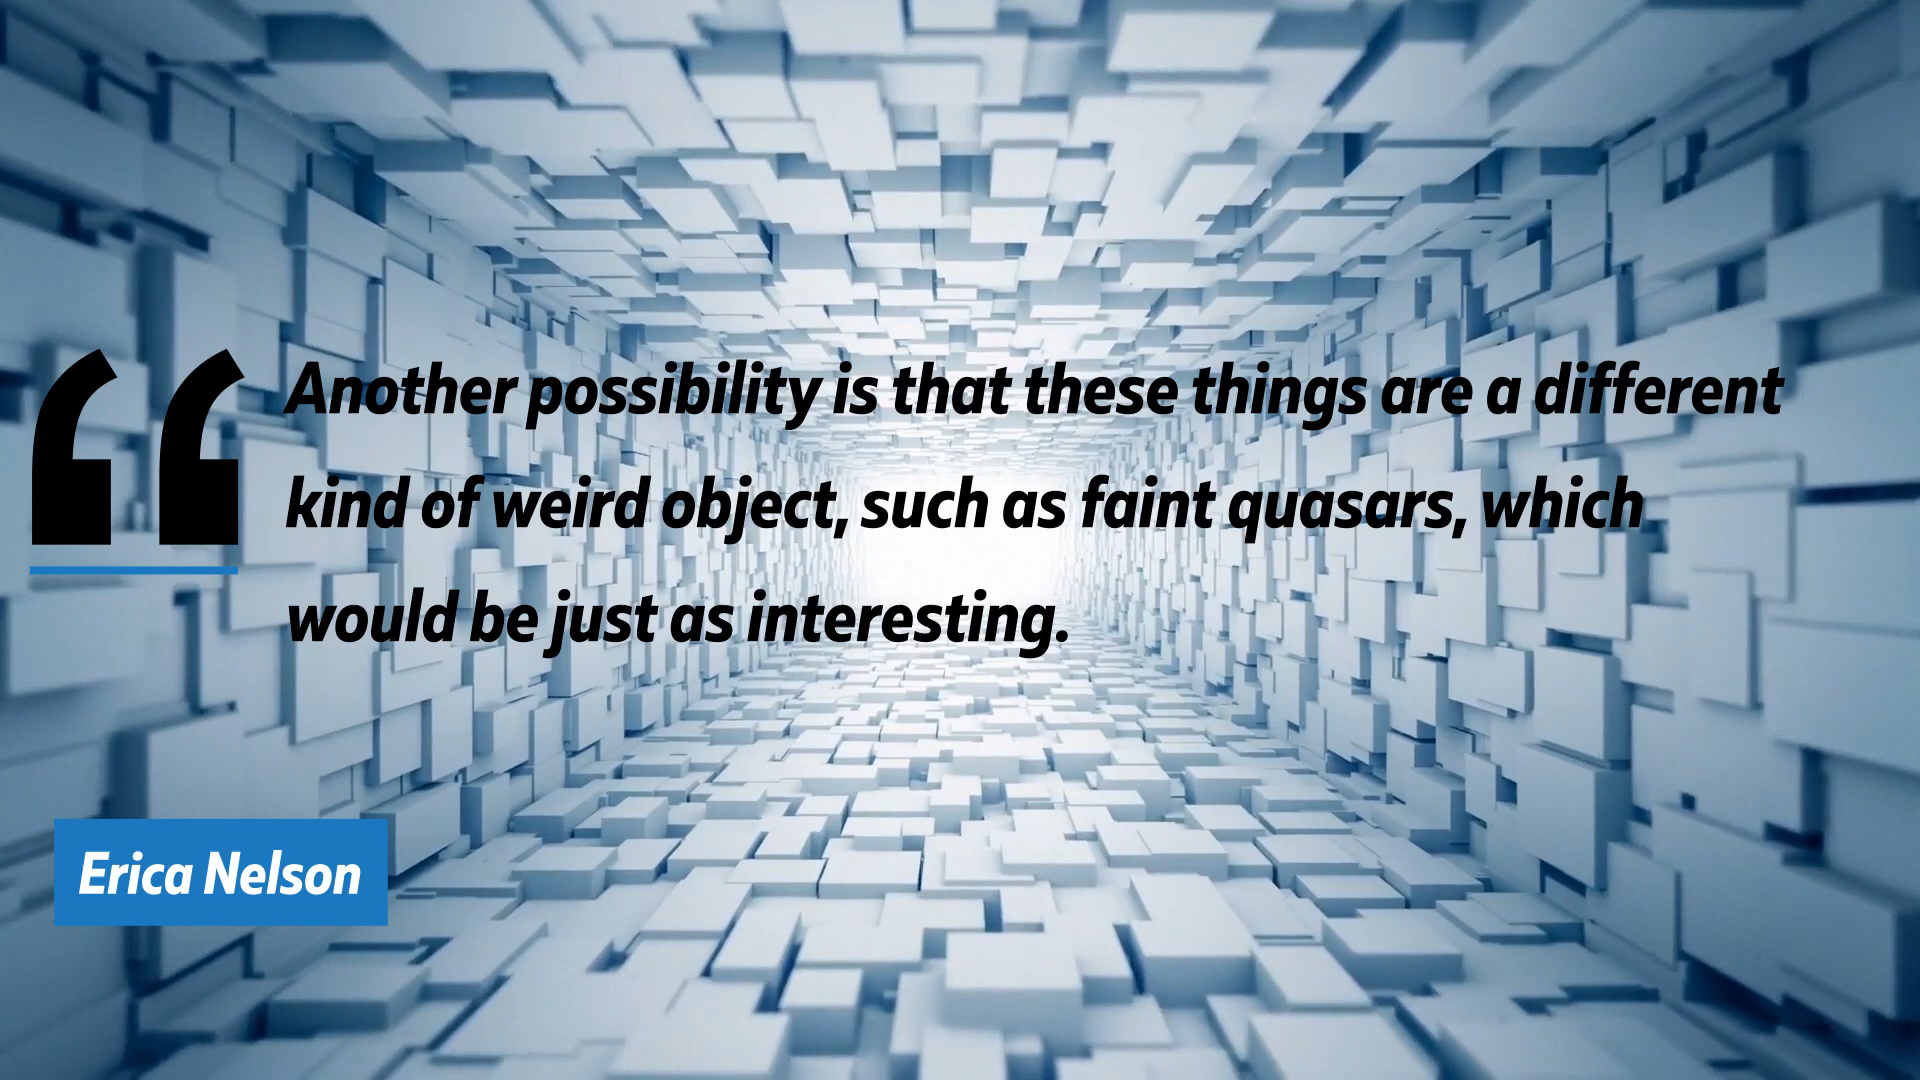 “
Another possibility is that these things are a different
kind of weird object, such as faint quasars, which
would be just as interesting.
Erica Nelson